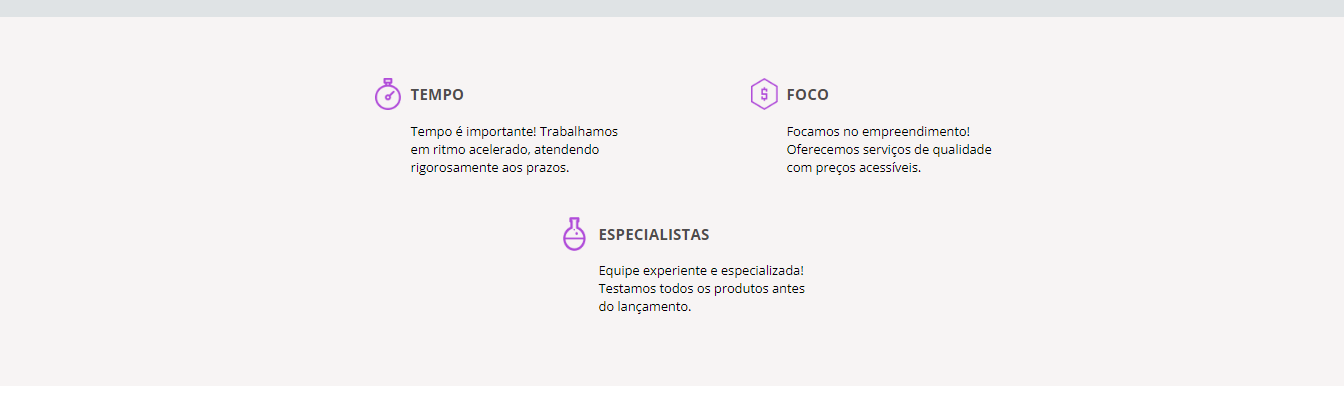 TEMPO
Tempo é importante! Trabalhamos
em ritmo acelerado, atendendo
rigorosamente aos prazos.
$ FOCO
Focamos no empreendimento!
Oferecemos serviços de qualidade
com preços acessíveis.
ESPECIALISTAS
Equipe experiente e especializada!
Testamos todos os produtos antes
do lançamento.